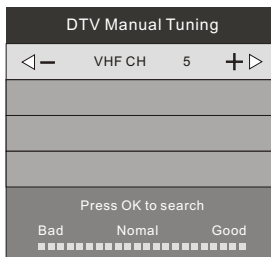 DTV Manual Tuning
VHF CH 5
Press OK to search
Bad Nomal Good